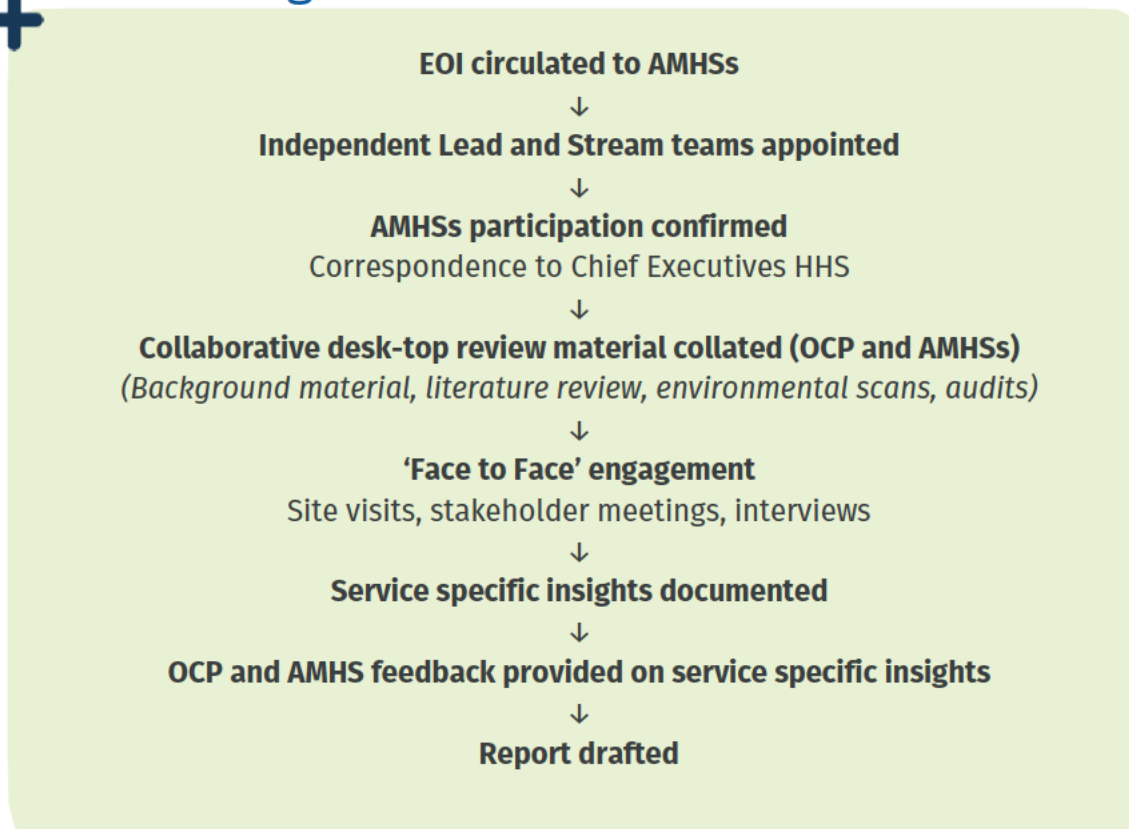 EOI circulated to AMHSs
↓
Independent Lead and Stream teams appointed
↓
AMHSs participation confirmed
Correspondence to Chief Executives HHS
↓
Collaborative desk-top review material collated (OCP and AMHSs)
(Background material, literature review, environmental scans, audits)
↓
‘Face to Face’ engagement
Site visits, stakeholder meetings, interviews
↓
Service specific insights documented
↓
OCP and AMHS feedback provided on service specific insights
↓
Report drafted